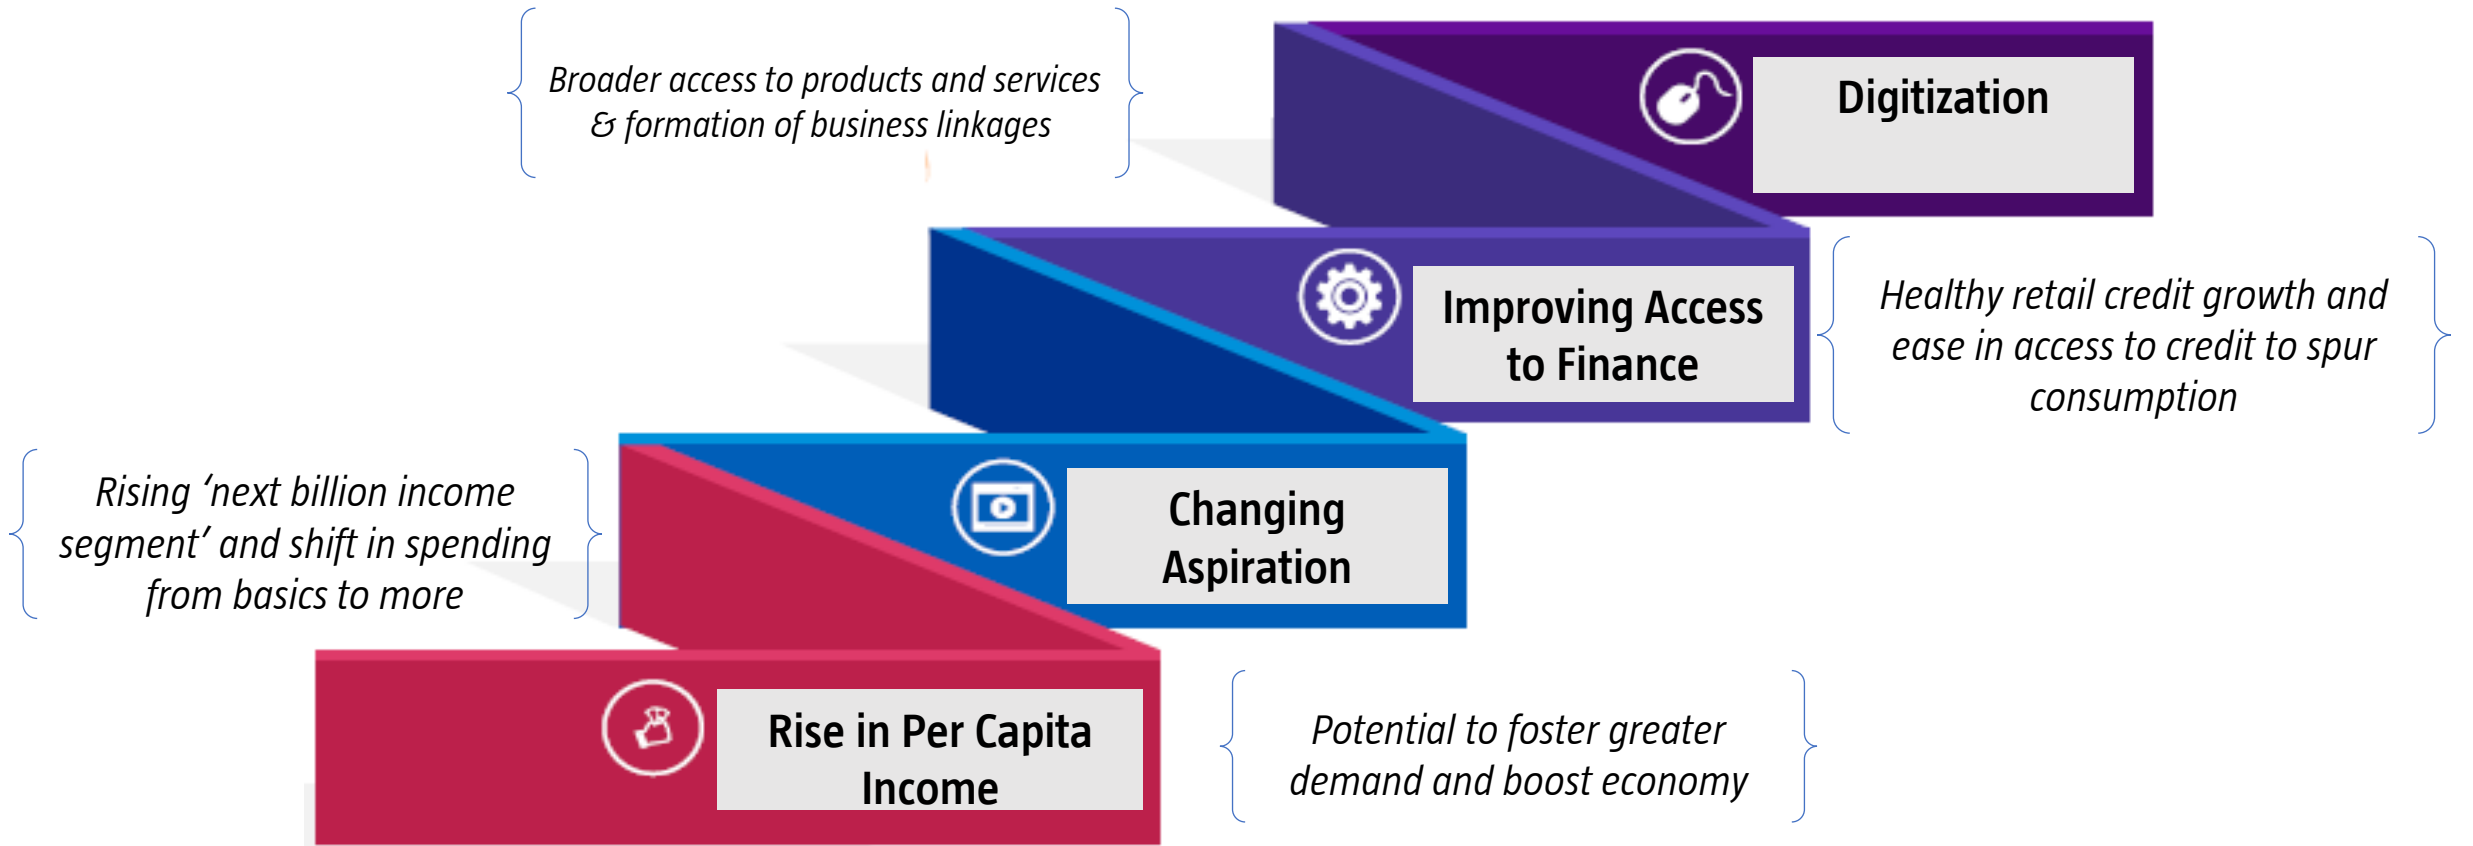 Broader access to products and services
& formation of business linkages
Digitization
Improving Access
to Finance
Healthy retail credit growth and
ease in access to credit to spur
consumption
Rising ‘next billion income
segment’ and shift in spending
from basics to more
Changing
Aspiration
Rise in Per Capita
Income
Potential to foster greater
demand and boost economy